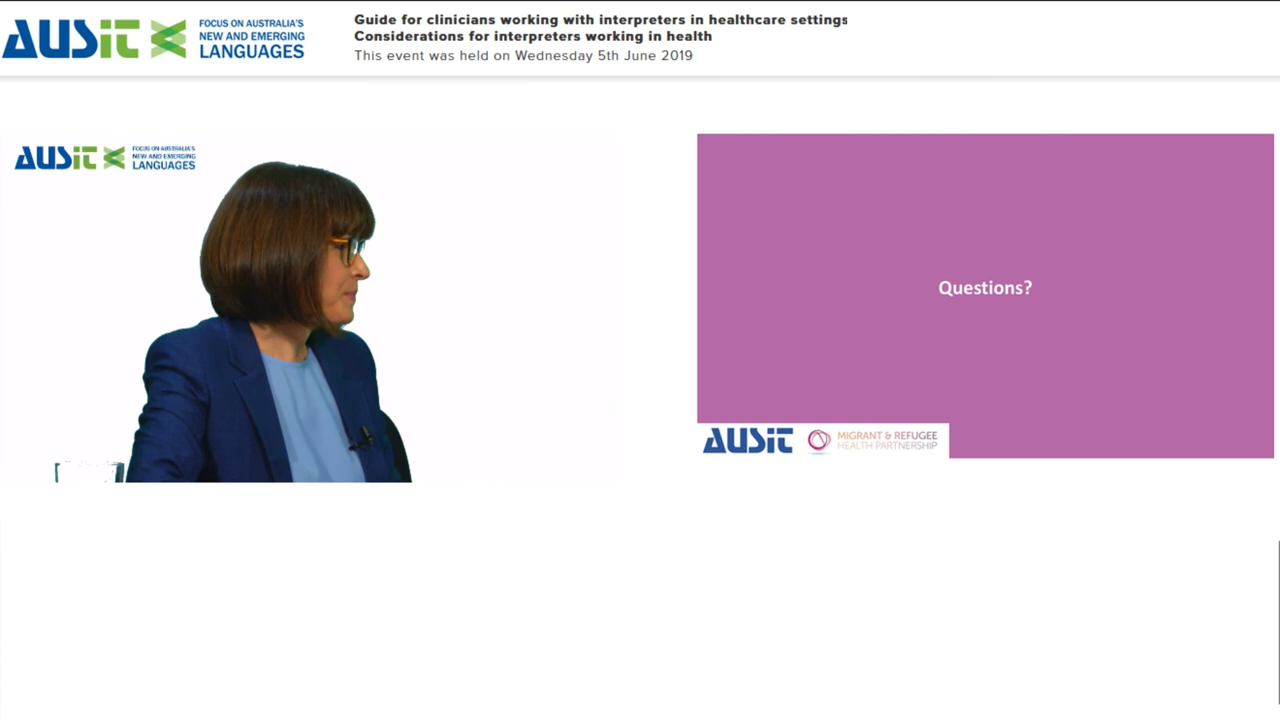 AUSiT
FOCUS ON AUSTRALIA'S
NEW AND EMERGING
LANGUAGES
Guide for clinicians working with interpreters in healthcare settings
Considerations for interpreters working in health
This event was held on Wednesday 5th June 2019
AUSiT
FOCUS ON AUSTRALIA'S
NEW AND EMERGING
LANGUAGES
Questions?
AUSiT
MIGRANT & REFUGEE
HEALTH PARTNERSHIP